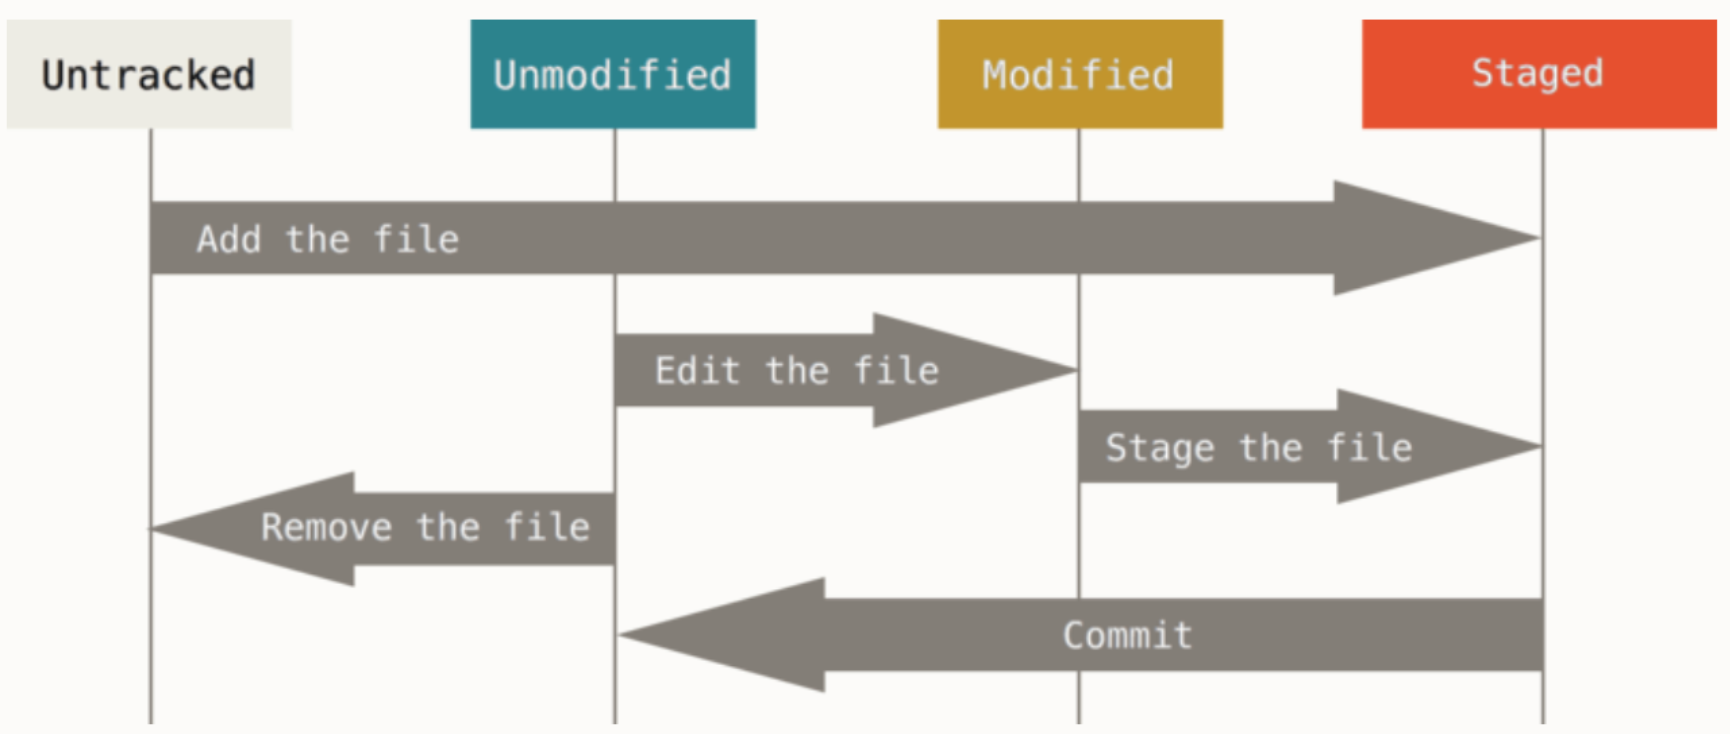 Untracked
Unmodified
Modified
Staged
Add the file
Edit the file
Stage the file
Remove the file
Commit